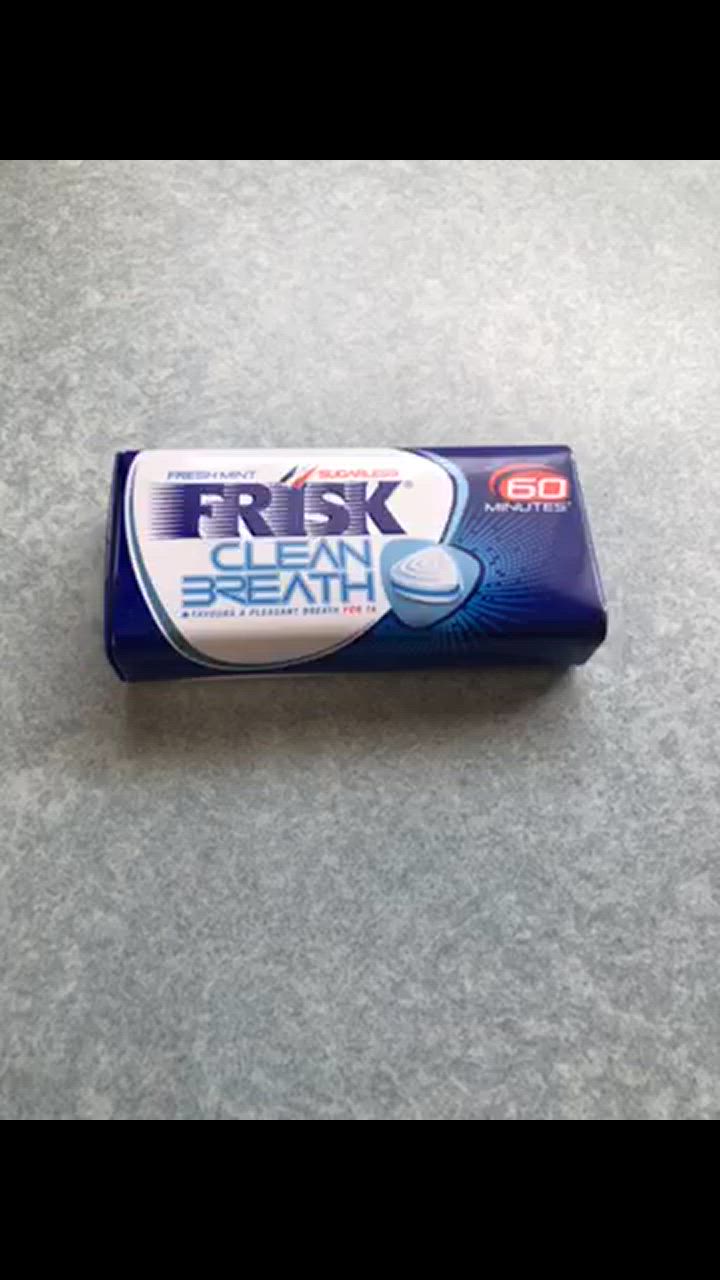 FRESH MINT SUGARLESS
FRISK®
CLEAN
BREATH
FAVOURS A PLEASANT BREATH FOR 1H
60
MINUTES*